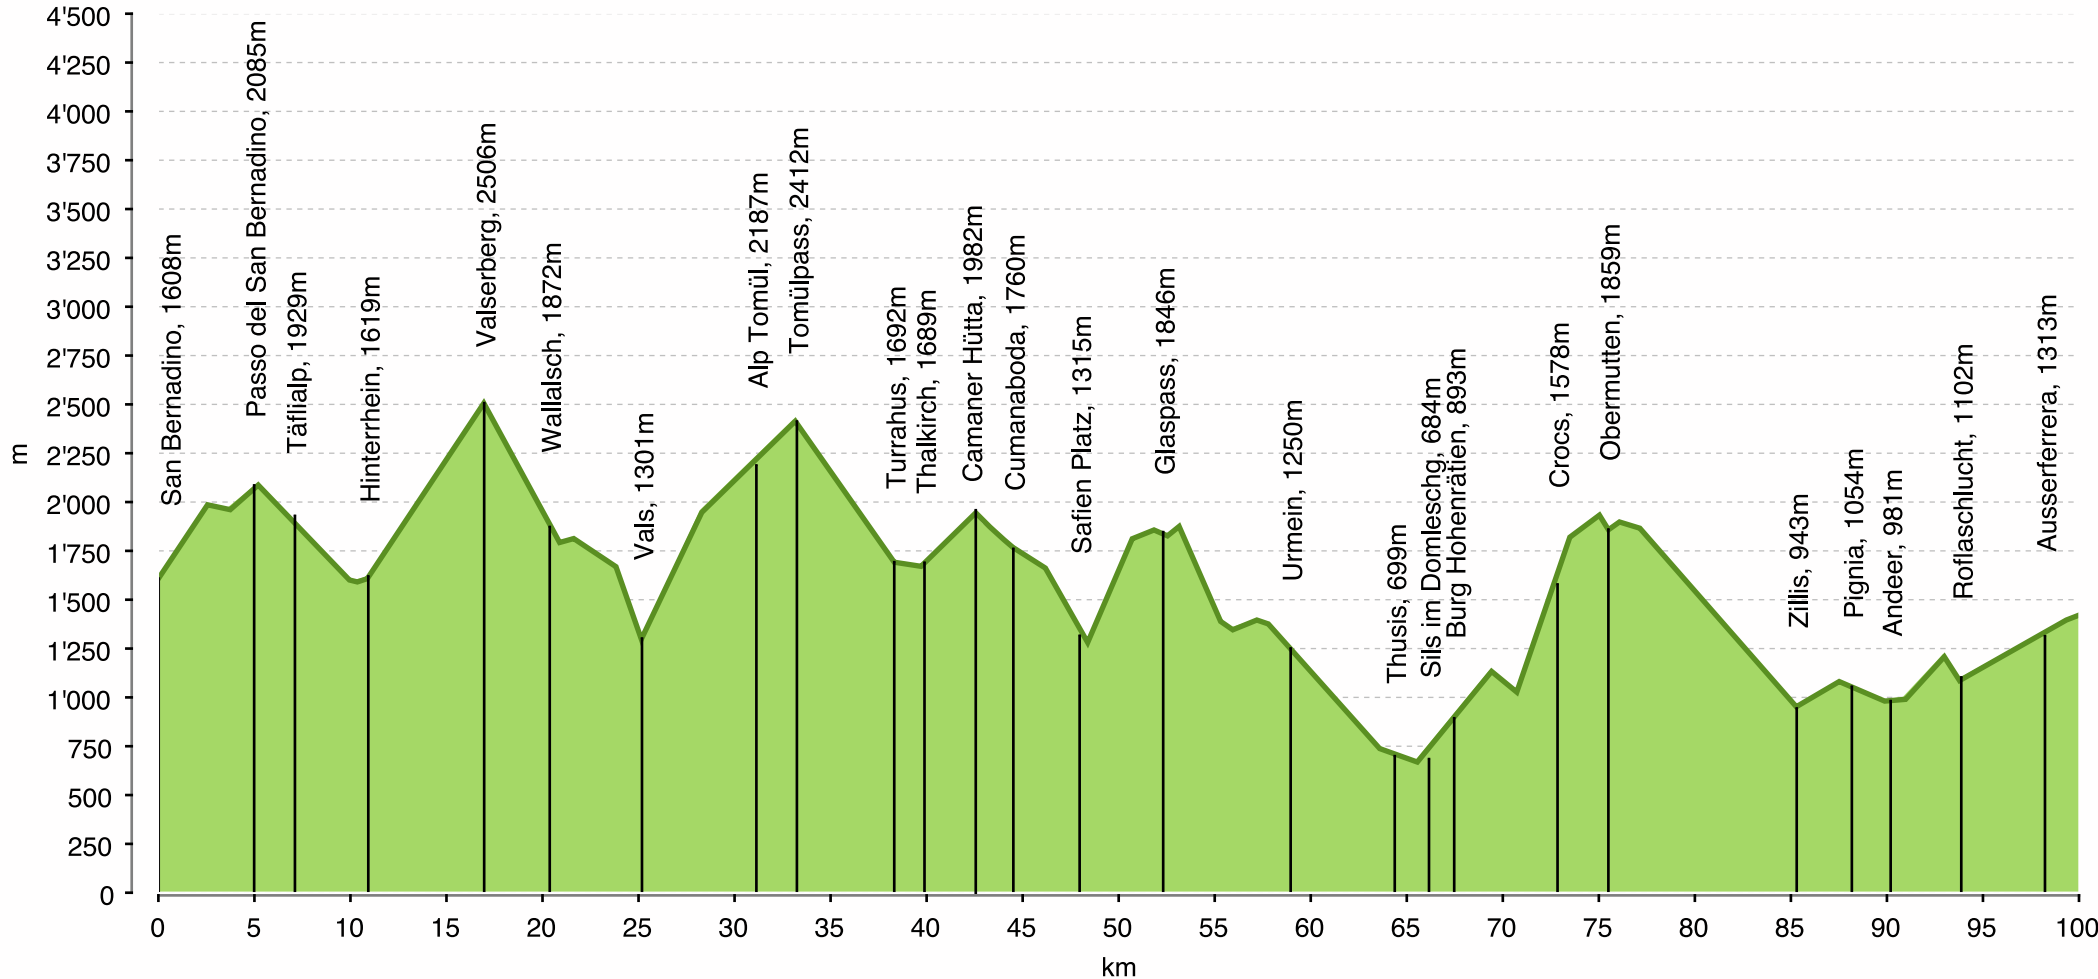 4'500
4'250
4'000
3'750
3'500
3'250
3'000
2'750
2'500
2'250
2'000
1'750
1'500
1'250
1'000
750
500
250
0
m
San Bernadino, 1608m
Passo del San Bernadino, 2085m
Täflialp, 1929m
Hinterrhein, 1619m
Valserberg, 2506m
Wallalsch, 1872m
Vals, 1301m
Alp Tomül, 2187m
Tomülpass, 2412m
Turrahus, 1692m
Thalkirch, 1689m
Camaner Hütta, 1982m
Cumanaboda, 1760m
Safien Platz, 1315m
Glaspass, 1846m
Urmein, 1250m
Thusis, 699m
Sils im Domleschg, 684m
Burg Hohenrätien, 893m
Crocs, 1578m
Obermutten, 1859m
Zillis, 943m
Pignia, 1054m
Andeer, 981m
Roflaschlucht, 1102m
Ausserferrera, 1313m
0 5 10 15 20 25 30 35 40 45 50 55 60 65 70 75 80 85 90 95 100
km